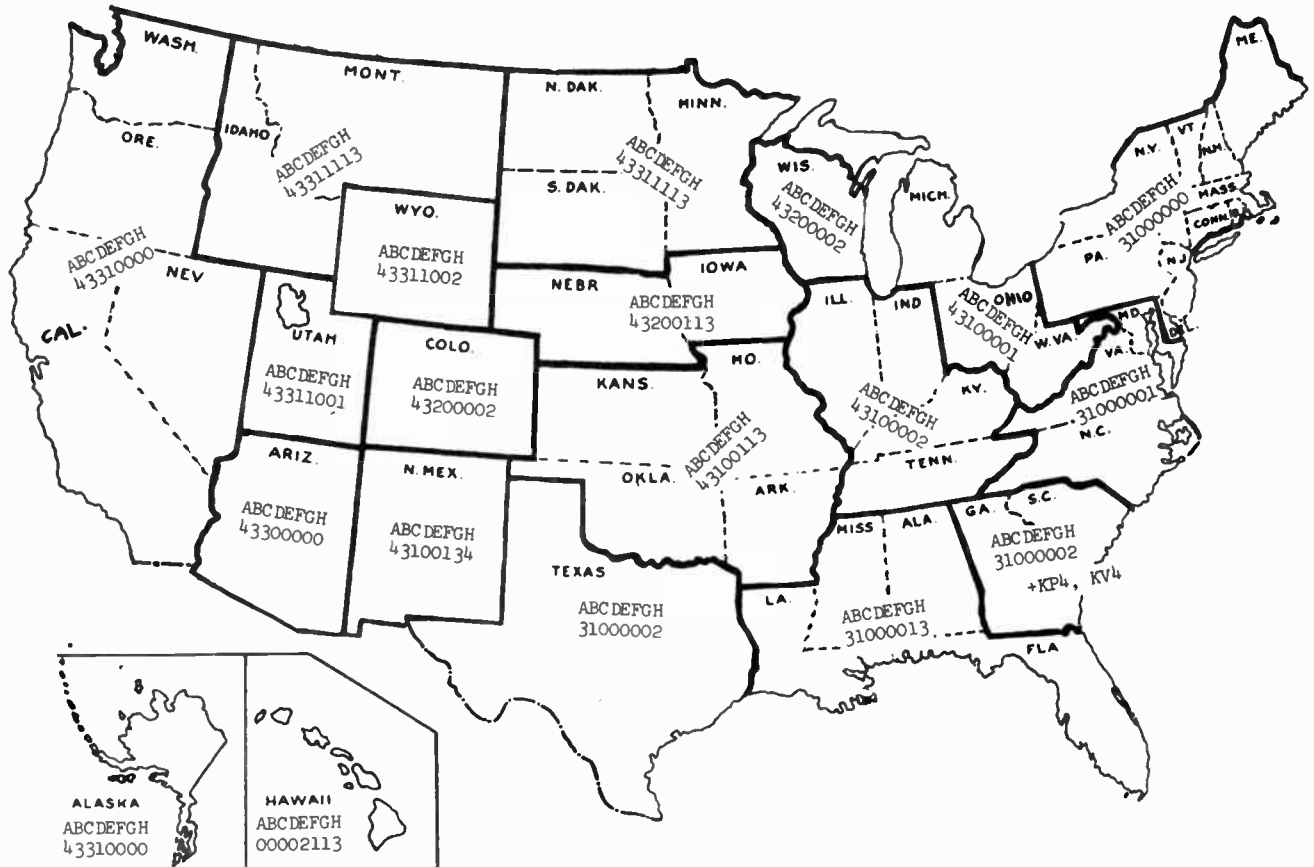 WASH.
MONT.
N. DAK.
MINN.
ME.
ORE.
IDAHO
ABCDEFGH
43311113
ABCDEFGH
43311113
WIS.
ABCDEFGH
43200002
MICH.
N.Y.
VT
N.H.
MASS
CONN.
ABCDEFGH
31000000
S. DAK.
WYO.
ABCDEFGH
43311002
ABCDEFGH
43310000
NEV
CAL.
UTAH
ABCDEFGH
43311001
COLO.
ABCDEFGH
43200002
NEBR
IOWA
ABCDEFGH
43200113
ILL.
IND
OHIO
ABCDEFGH
43100001
PA.
N.J.
MD.
DEL.
W.VA.
VA.
ABCDEFGH
31000001
KANS.
MO.
ABCDEFGH
43100113
KY.
ABCDEFGH
43100002
N.C.
TENN.
ARIZ.
ABCDEFGH
43300000
N.MEX.
ABCDEFGH
43100134
OKLA.
ARK.
MISS
ALA.
GA.
S.C.
ABCDEFGH
31000002
+KP4, KV4
TEXAS
ABCDEFGH
31000002
LA.
ABCDEFGH
31000013
FLA
ALASKA
ABCDEFGH
43310000
HAWAII
ABCDEFGH
00002113